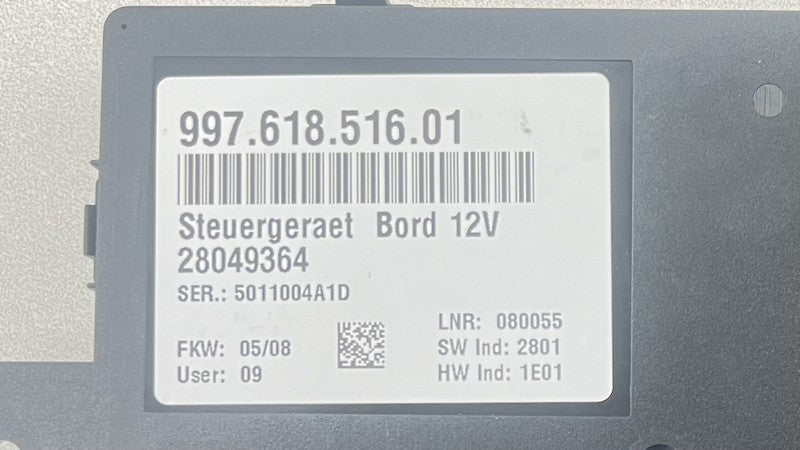 997.618.516.01
Steuergeraet Bord 12V
28049364
SER.: 5011004A1D
LNR: 080055
FKW: 05/08
SW Ind: 2801
User: 09
HW Ind: 1E01